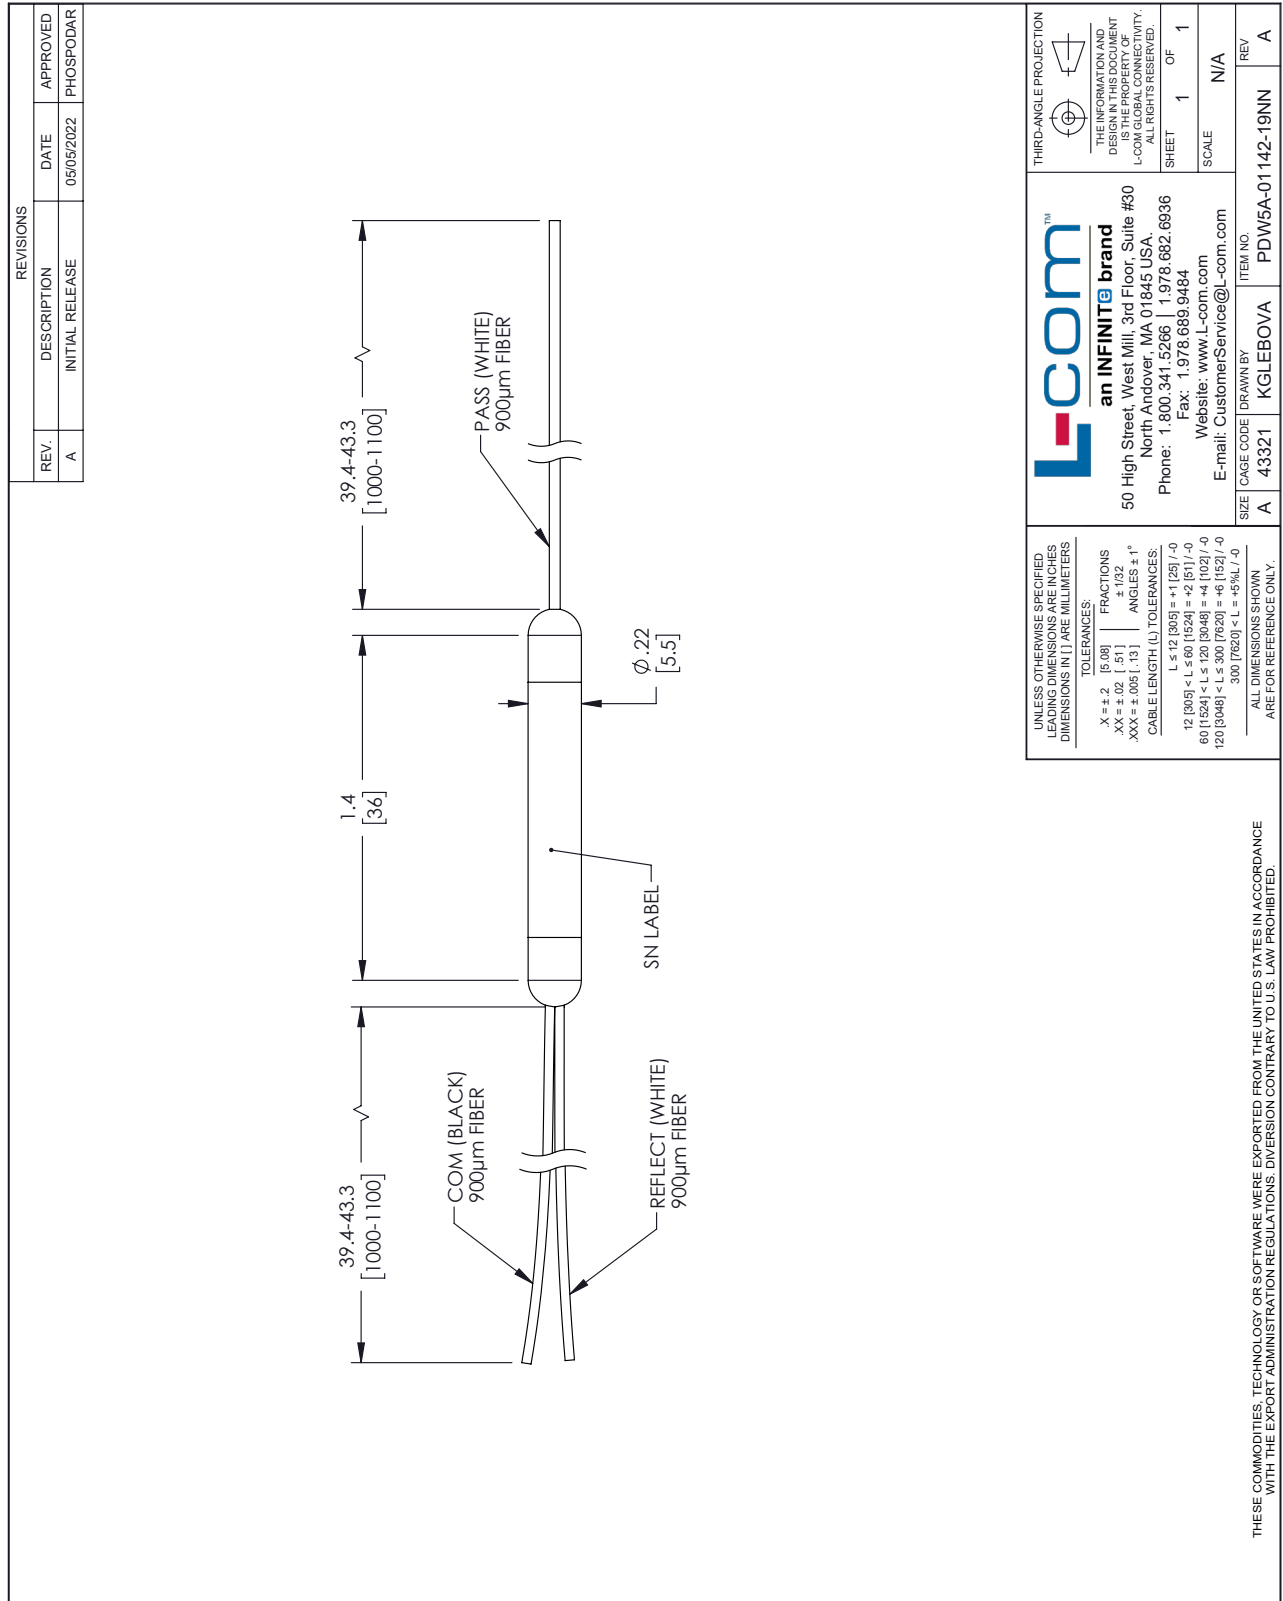 REVISIONS
REV. DESCRIPTION DATE APPROVED
A INITIAL RELEASE 05/05/2022 PHOSPODAR
39.4-43.3
[1000-1100]
1.4
[36]
39.4-43.3
[1000-1100]
COM (BLACK)
900µm FIBER
PASS (WHITE)
900µm FIBER
REFLECT (WHITE)
900µm FIBER
SN LABEL
Ø.22
[5.5]
UNLESS OTHERWISE SPECIFIED
LEADING DIMENSIONS ARE INCHES
DIMENSIONS IN [ ] ARE MILLIMETERS
TOLERANCES:
.X = ± .2 [5.08] FRACTIONS
.XX = ± .02 [ .51 ] ± 1/32
.XXX = ± .005 [ .13 ] ANGLES ± 1°
CABLE LENGTH (L) TOLERANCES:
L ≤ 12 [305] = +1 [25] / -0
12 [305] < L ≤ 60 [1524] = +2 [51] / -0
60 [1524] < L ≤ 120 [3048] = +4 [102] / -0
120 [3048] < L ≤ 300 [7620] = +6 [152] / -0
300 [7620] < L = +5%L / -0
ALL DIMENSIONS SHOWN
ARE FOR REFERENCE ONLY.
L-com™
an INFINITe brand
50 High Street, West Mill, 3rd Floor, Suite #30
North Andover, MA 01845 USA.
Phone: 1.800.341.5266 | 1.978.682.6936
Fax: 1.978.689.9484
Website: www.L-com.com
E-mail: CustomerService@L-com.com
THIRD-ANGLE PROJECTION
THE INFORMATION AND
DESIGN IN THIS DOCUMENT
IS THE PROPERTY OF
L-COM GLOBAL CONNECTIVITY.
ALL RIGHTS RESERVED.
SHEET 1 OF 1
SCALE N/A
SIZE CAGE CODE DRAWN BY ITEM NO. REV
A 43321 KGLEBOVA PDW5A-01142-19NN A
THESE COMMODITIES, TECHNOLOGY OR SOFTWARE WERE EXPORTED FROM THE UNITED STATES IN ACCORDANCE
WITH THE EXPORT ADMINISTRATION REGULATIONS. DIVERSION CONTRARY TO U.S. LAW PROHIBITED.